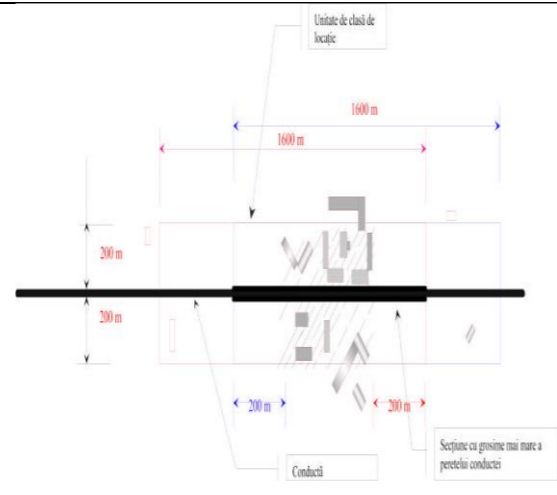 Unitate de clasă de
locație
1600 m
1600 m
200 m
200 m
200 m
200 m
Secțiune cu grosime mai mare a
peretelui conductei
Conductă